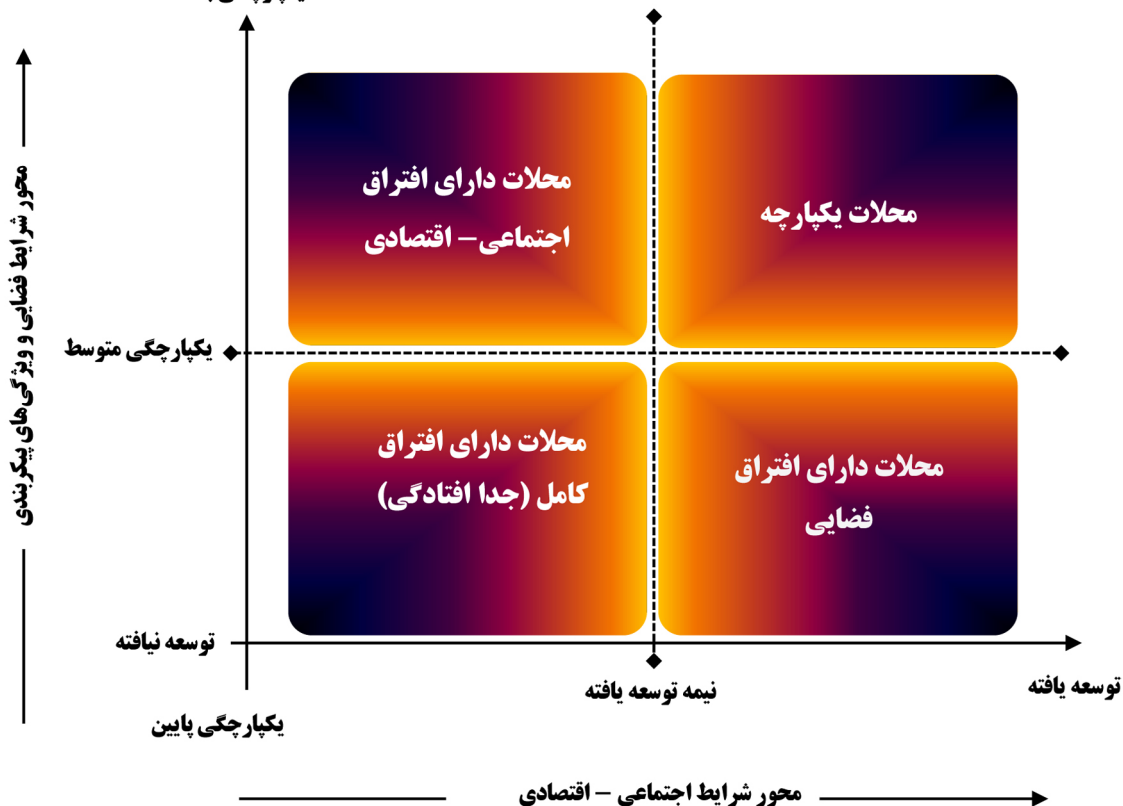 محلات دارای افتراق
اجتماعی– اقتصادی
محلات یکپارچه
یکپارچگی متوسط
محلات دارای افتراق
کامل (جدا افتادگی)
محلات دارای افتراق
فضایی
توسعه نیافته
نیمه توسعه یافته
توسعه یافته
یکپارچگی پایین
محور شرایط اجتماعی – اقتصادی
محور شرایط فضایی و ویژگی‌های پیکربندی